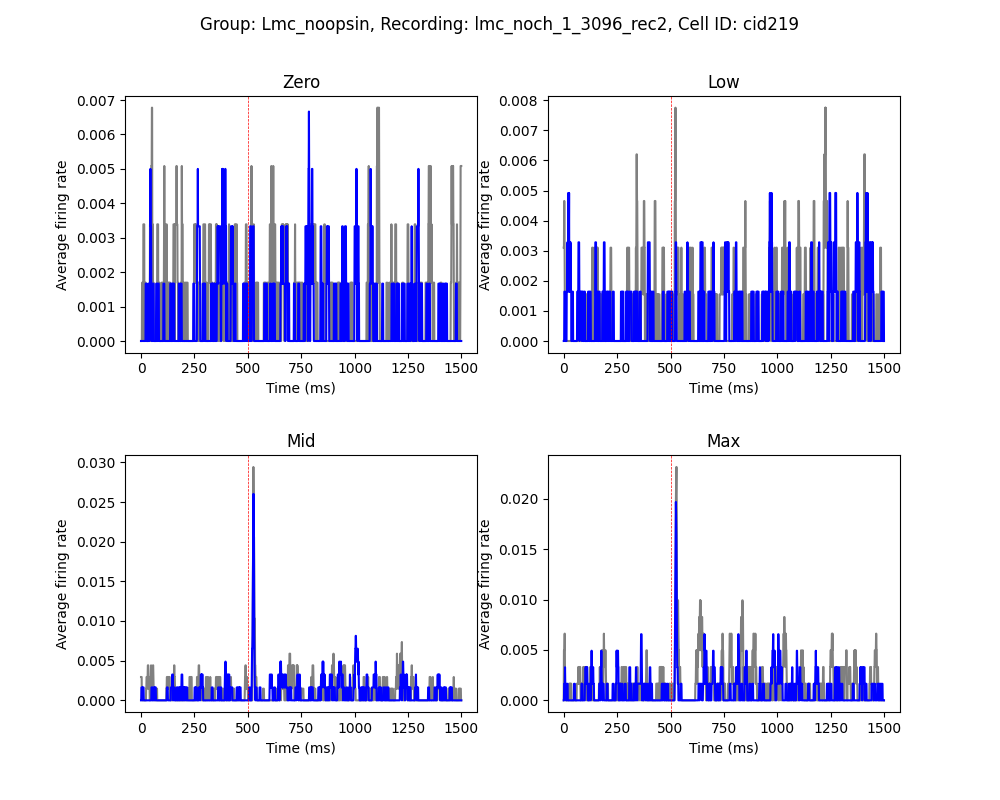 Group: Lmc_noopsin, Recording: lmc_noch_1_3096_rec2, Cell ID: cid219
Zero
0.007
0.006
0.005
0.004
0.003
0.002
0.001
0.000
Average firing rate
0 250 500 750 1000 1250 1500
Time (ms)
Low
0.008
0.007
0.006
0.005
0.004
0.003
0.002
0.001
0.000
Average firing rate
0 250 500 750 1000 1250 1500
Time (ms)
Mid
0.030
0.025
0.020
0.015
0.010
0.005
0.000
Average firing rate
0 250 500 750 1000 1250 1500
Time (ms)
Max
0.020
0.015
0.010
0.005
0.000
Average firing rate
0 250 500 750 1000 1250 1500
Time (ms)